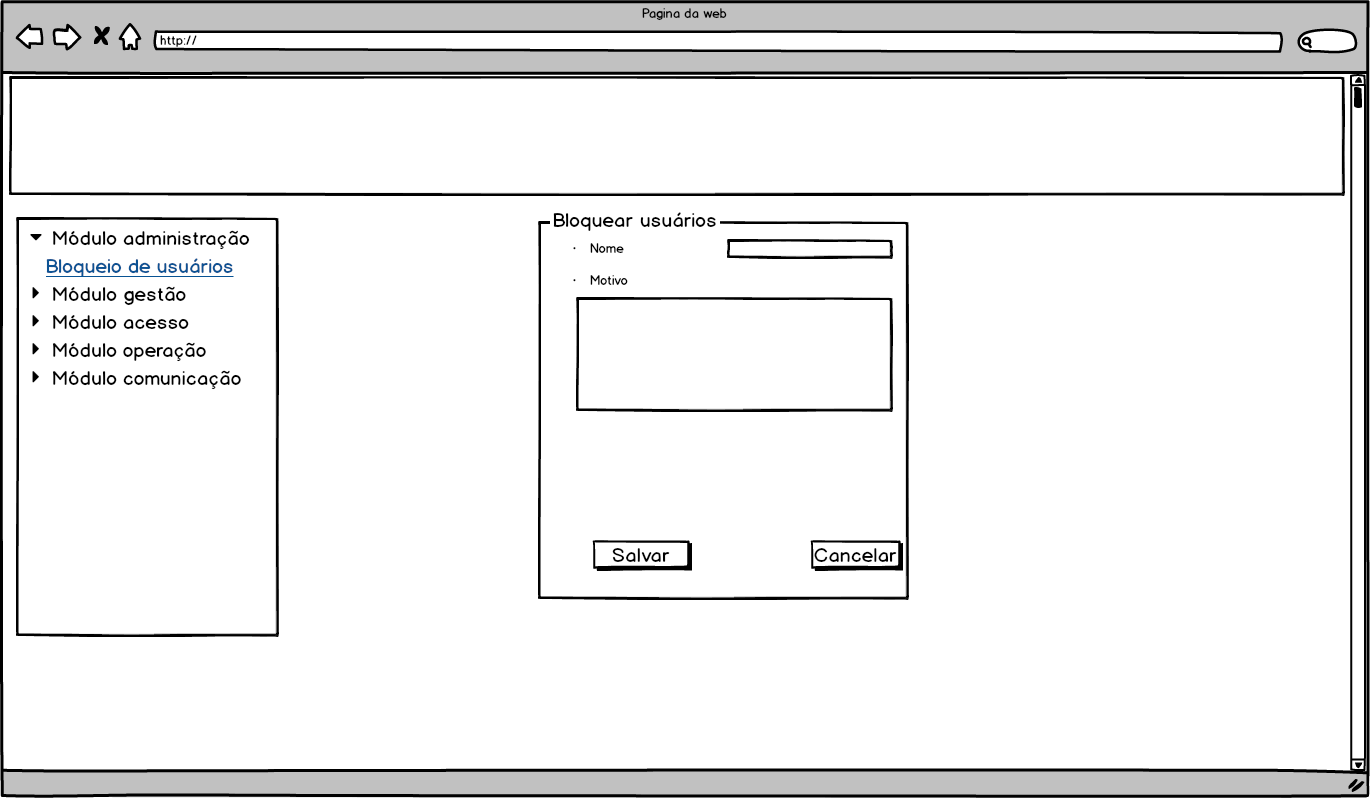 Pagina da web
http://
Módulo administração
Bloqueio de usuários
Módulo gestão
Módulo acesso
Módulo operação
Módulo comunicação
Bloquear usuários
· Nome
· Motivo
Salvar
Cancelar